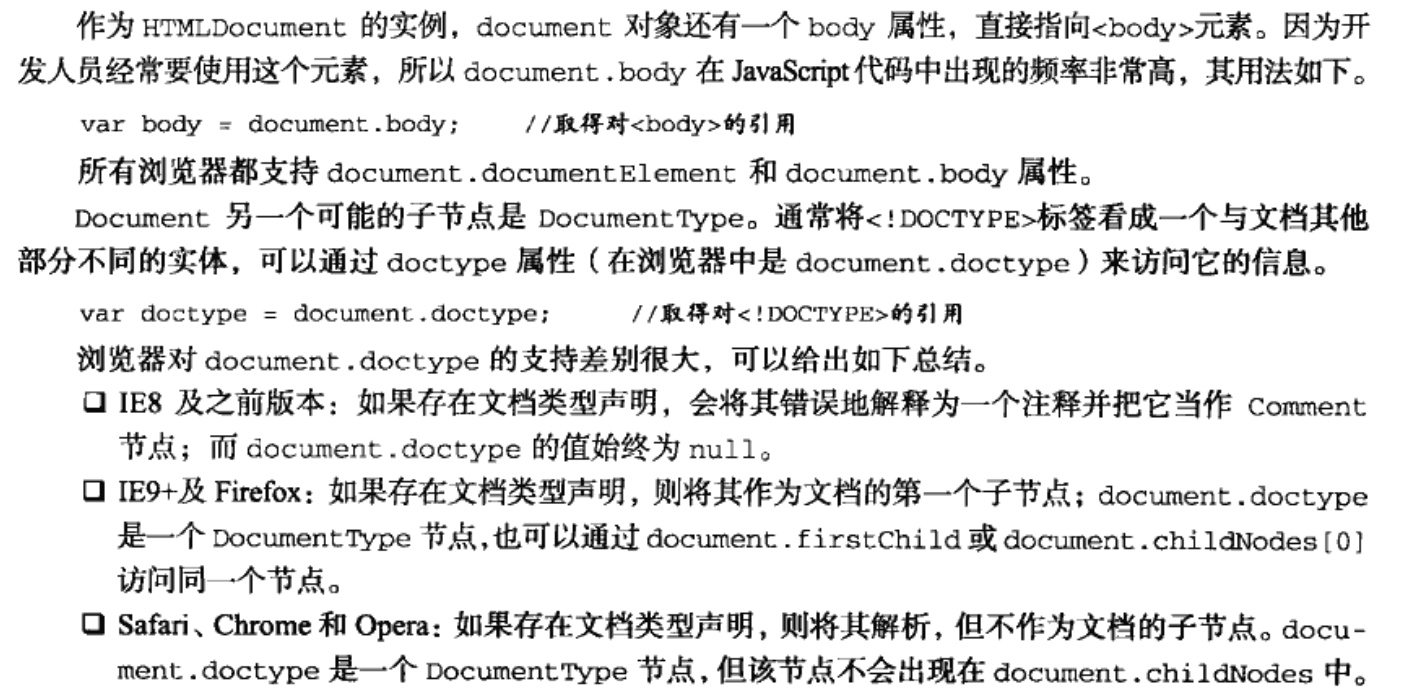 作为 HTMLDocument 的实例，document 对象还有一个 body 属性，直接指向<body>元素。因为开
发人员经常要使用这个元素，所以 document.body 在 JavaScript 代码中出现的频率非常高，其用法如下。
var body = document.body;    //取得对<body>的引用
所有浏览器都支持 document.documentElement 和 document.body 属性。
Document 另一个可能的子节点是 DocumentType。通常将<!DOCTYPE>标签看成一个与文档其他
部分不同的实体，可以通过 doctype 属性（在浏览器中是 document.doctype）来访问它的信息。
var doctype = document.doctype;    //取得对<!DOCTYPE>的引用
浏览器对 document.doctype 的支持差别很大，可以给出如下总结。
❑ IE8 及之前版本：如果存在文档类型声明，会将其错误地解释为一个注释并把它当作 Comment
节点；而 document.doctype 的值始终为 null。
❑ IE9+及 Firefox：如果存在文档类型声明，则将其作为文档的第一个子节点；document.doctype
是一个 DocumentType 节点，也可以通过 document.firstChild 或 document.childNodes[0]
访问同一个节点。
❑ Safari、Chrome 和 Opera：如果存在文档类型声明，则将其解析，但不作为文档的子节点。docu-
ment.doctype 是一个 DocumentType 节点，但该节点不会出现在 document.childNodes 中。